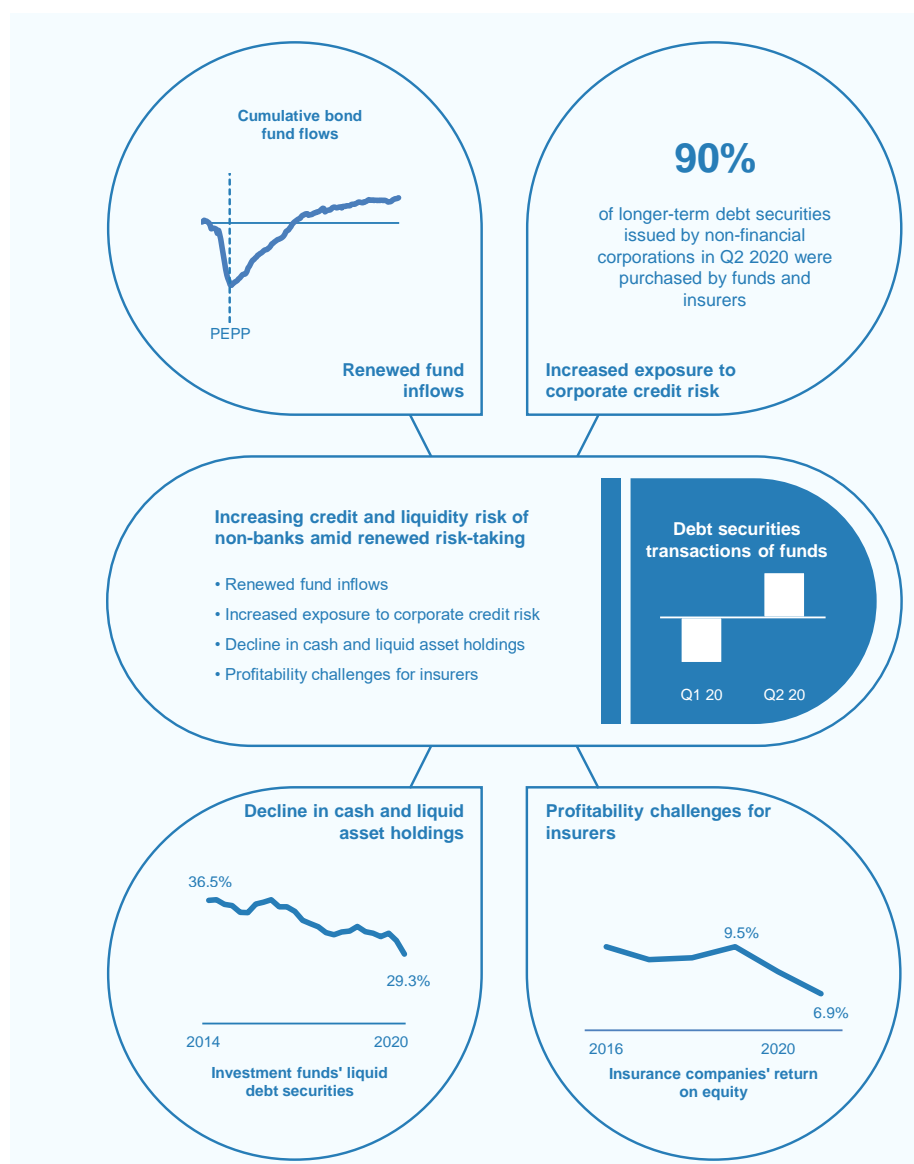 Cumulative bond
fund flows
PEPP
Renewed fund
inflows
90%
of longer-term debt securities
issued by non-financial
corporations in Q2 2020 were
purchased by funds and
insurers
Increased exposure to
corporate credit risk
Increasing credit and liquidity risk of
non-banks amid renewed risk-taking
• Renewed fund inflows
• Increased exposure to corporate credit risk
• Decline in cash and liquid asset holdings
• Profitability challenges for insurers
Debt securities
transactions of funds
Q1 20 Q2 20
Decline in cash and liquid
asset holdings
36.5%
29.3%
2014 2020
Investment funds' liquid
debt securities
Profitability challenges for
insurers
9.5%
6.9%
2016 2020
Insurance companies' return
on equity